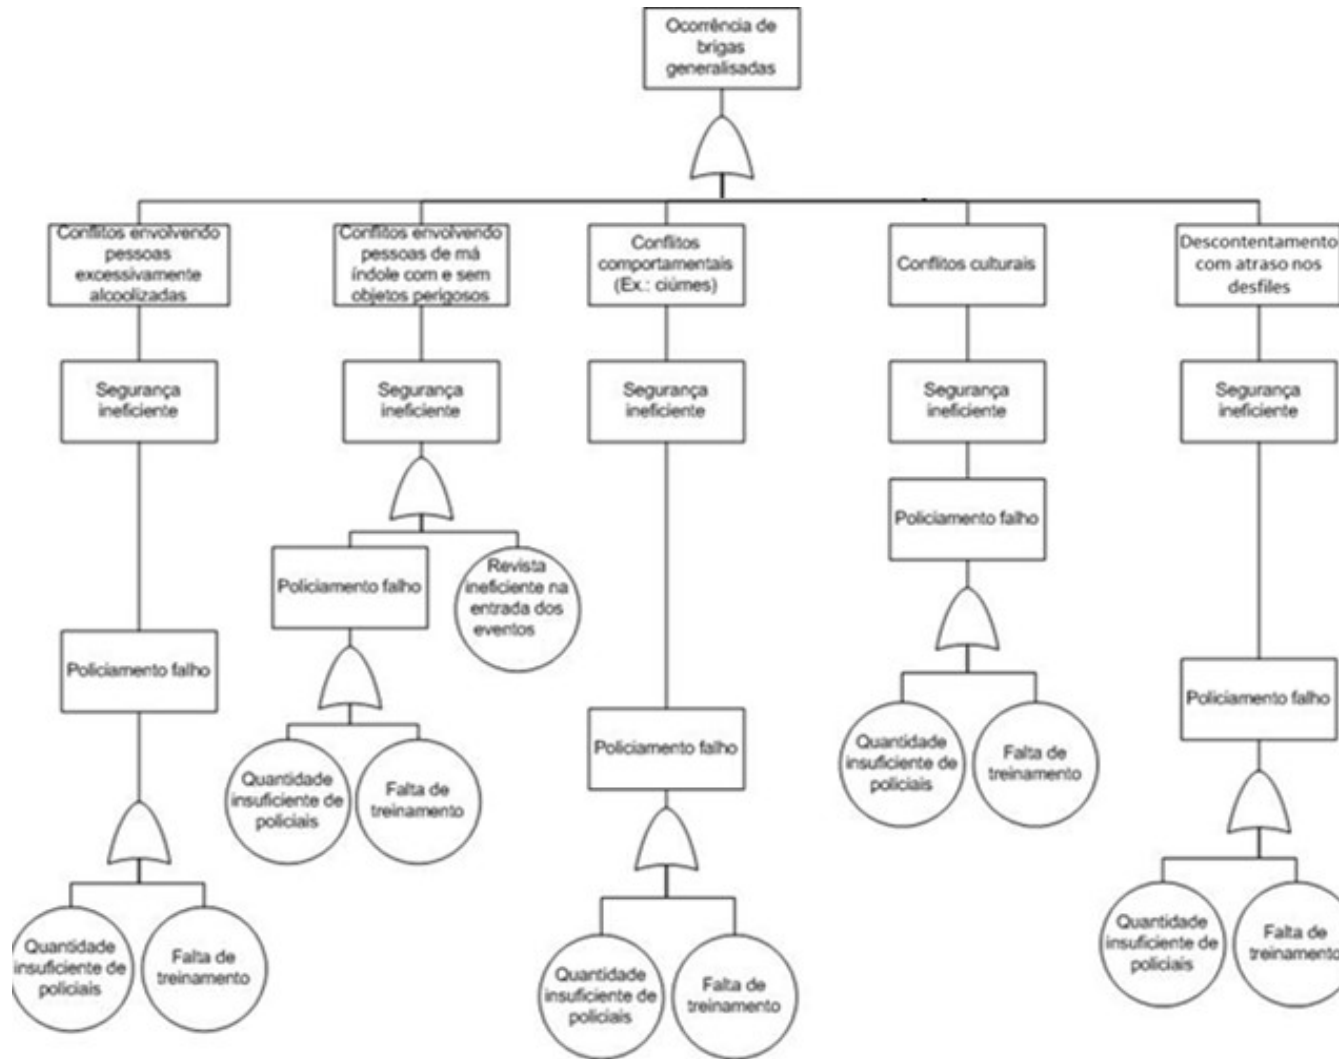 Ocorrência de
brigas
generalisadas
Conflitos envolvendo
pessoas
excessivamente
alcoolizadas
Conflitos envolvendo
pessoas de má
índole com e sem
objetos perigosos
Conflitos
comportamentais
(Ex.: ciúmes)
Conflitos culturais
Descontentamento
com atraso nos
desfiles
Segurança
ineficiente
Segurança
ineficiente
Segurança
ineficiente
Segurança
ineficiente
Segurança
ineficiente
Policiamento falho
Policiamento falho
Revista
ineficiente na
entrada dos
eventos
Policiamento falho
Policiamento falho
Policiamento falho
Quantidade
insuficiente de
policiais
Falta de
treinamento
Quantidade
insuficiente de
policiais
Falta de
treinamento
Quantidade
insuficiente de
policiais
Falta de
treinamento
Quantidade
insuficiente de
policiais
Falta de
treinamento
Quantidade
insuficiente de
policiais
Falta de
treinamento